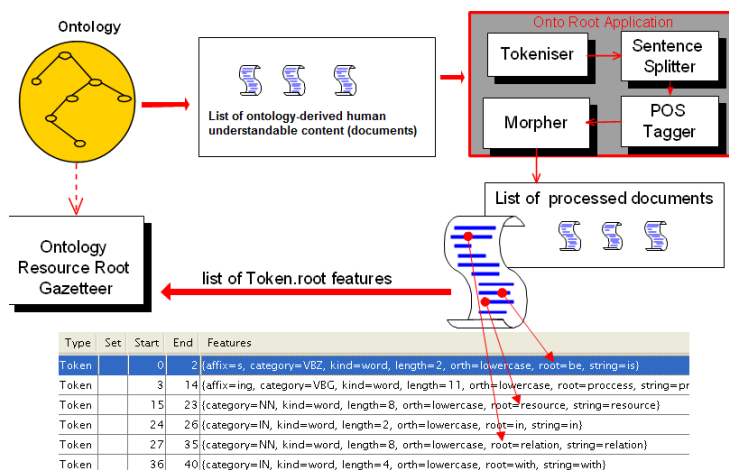 Ontology
List of ontology-derived human
understandable content (documents)
Onto Root Application
Tokeniser
Sentence
Splitter
Morpher
POS
Tagger
List of processed documents
Ontology
Resource Root
Gazetteer
list of Token.root features
Type Set Start End Features
Token 0 2 {affix=s, category=VBZ, kind=word, length=2, orth=lowercase, root=be, string=is}
Token 3 14 {affix=ing, category=VBG, kind=word, length=11, orth=lowercase, root=proccess, string=pr
Token 15 23 {category=NN, kind=word, length=8, orth=lowercase, root=resource, string=resource}
Token 24 26 {category=IN, kind=word, length=2, orth=lowercase, root=in, string=in}
Token 27 35 {category=NN, kind=word, length=8, orth=lowercase, root=relation, string=relation}
Token 36 40 {category=IN, kind=word, length=4, orth=lowercase, root=with, string=with}